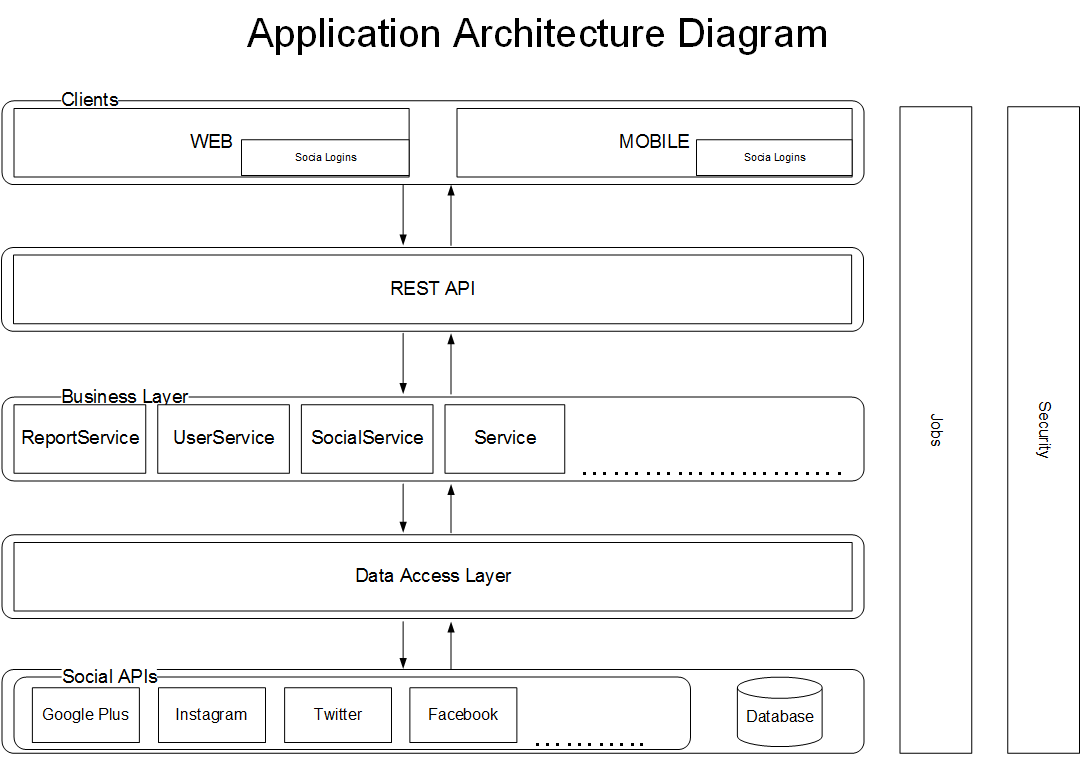 Application Architecture Diagram
Clients
WEB
Socia Logins
MOBILE
Socia Logins
REST API
Business Layer
ReportService
UserService
SocialService
Service
Data Access Layer
Social APIs
Google Plus
Instagram
Twitter
Facebook
Database
Jobs
Security